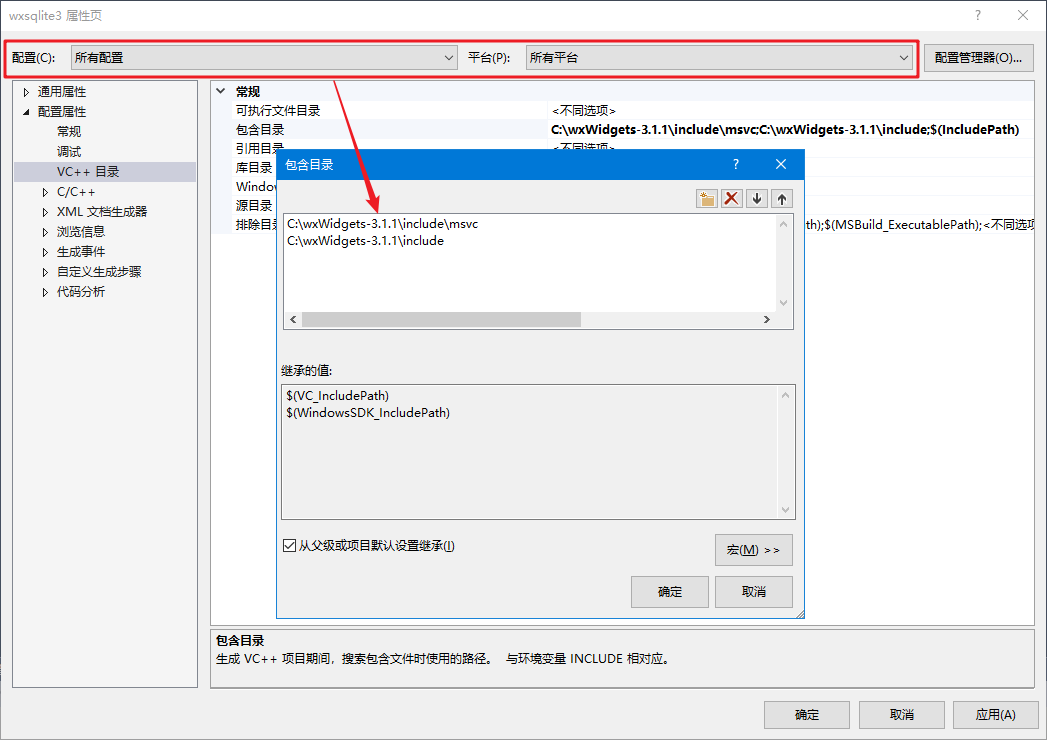 wxsqlite3 属性页
配置(C): 所有配置 平台(P): 所有平台 配置管理器(O)...
通用属性
配置属性
常规
调试
VC++ 目录
C/C++
XML 文档生成器
浏览信息
生成事件
自定义生成步骤
代码分析
常规
可执行文件目录 <不同选项>
包含目录 C:\wxWidgets-3.1.1\include\msvc;C:\wxWidgets-3.1.1\include;$(IncludePath)
引用目录 <不同选项>
库目录
Window
源目录
排除目录 th);$(MSBuild_ExecutablePath);<不同选项
包含目录
C:\wxWidgets-3.1.1\include\msvc
C:\wxWidgets-3.1.1\include
继承的值:
$(VC_IncludePath)
$(WindowsSDK_IncludePath)
从父级或项目默认设置继承(I)
宏(M) >>
确定 取消
包含目录
生成 VC++ 项目期间，搜索包含文件时使用的路径。 与环境变量 INCLUDE 相对应。
确定 取消 应用(A)